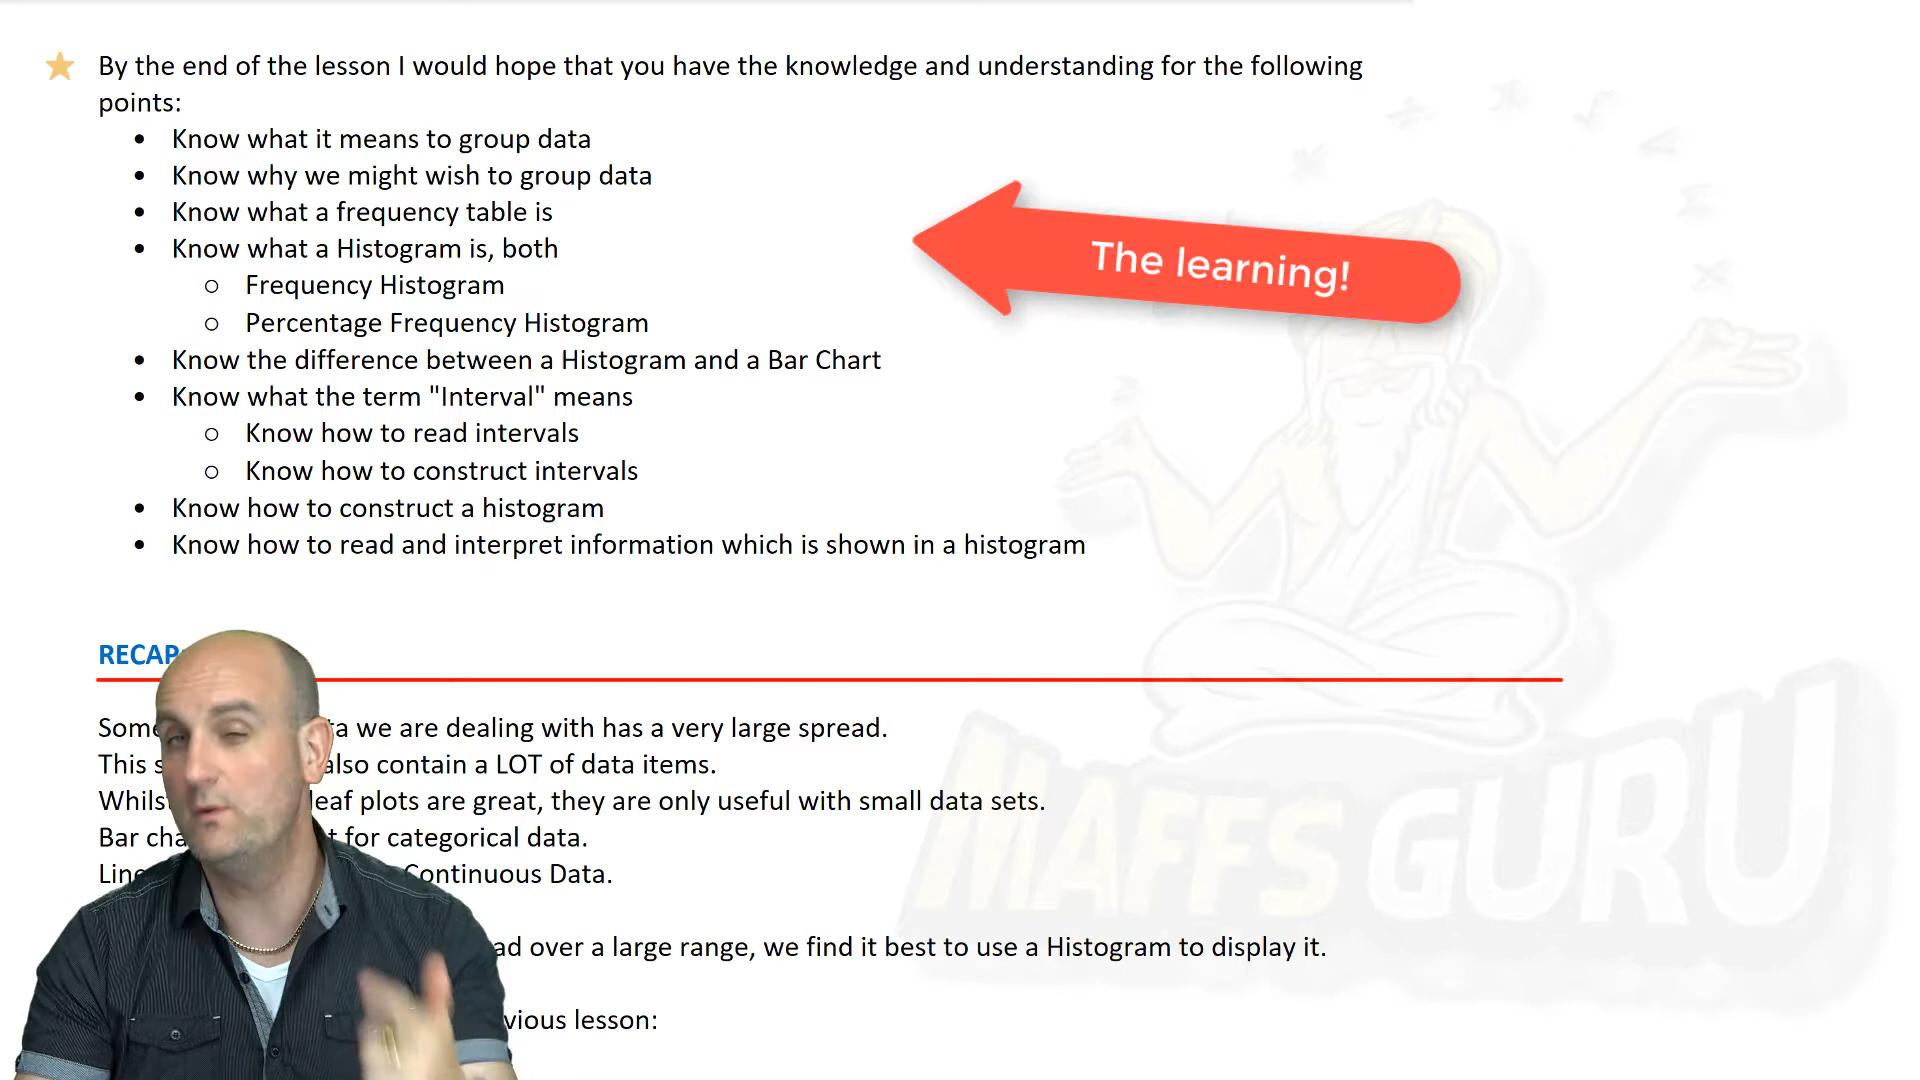 By the end of the lesson I would hope that you have the knowledge and understanding for the following
points:
• Know what it means to group data
• Know why we might wish to group data
• Know what a frequency table is
• Know what a Histogram is, both
○ Frequency Histogram
○ Percentage Frequency Histogram
• Know the difference between a Histogram and a Bar Chart
• Know what the term "Interval" means
○ Know how to read intervals
○ Know how to construct intervals
• Know how to construct a histogram
• Know how to read and interpret information which is shown in a histogram
The learning!
RECAP
we are dealing with has a very large spread.
This also contain a LOT of data items.
leaf plots are great, they are only useful with small data sets.
Bar for categorical data.
Continuous Data.
over a large range, we find it best to use a Histogram to display it.
lesson:
MAFFS GURU